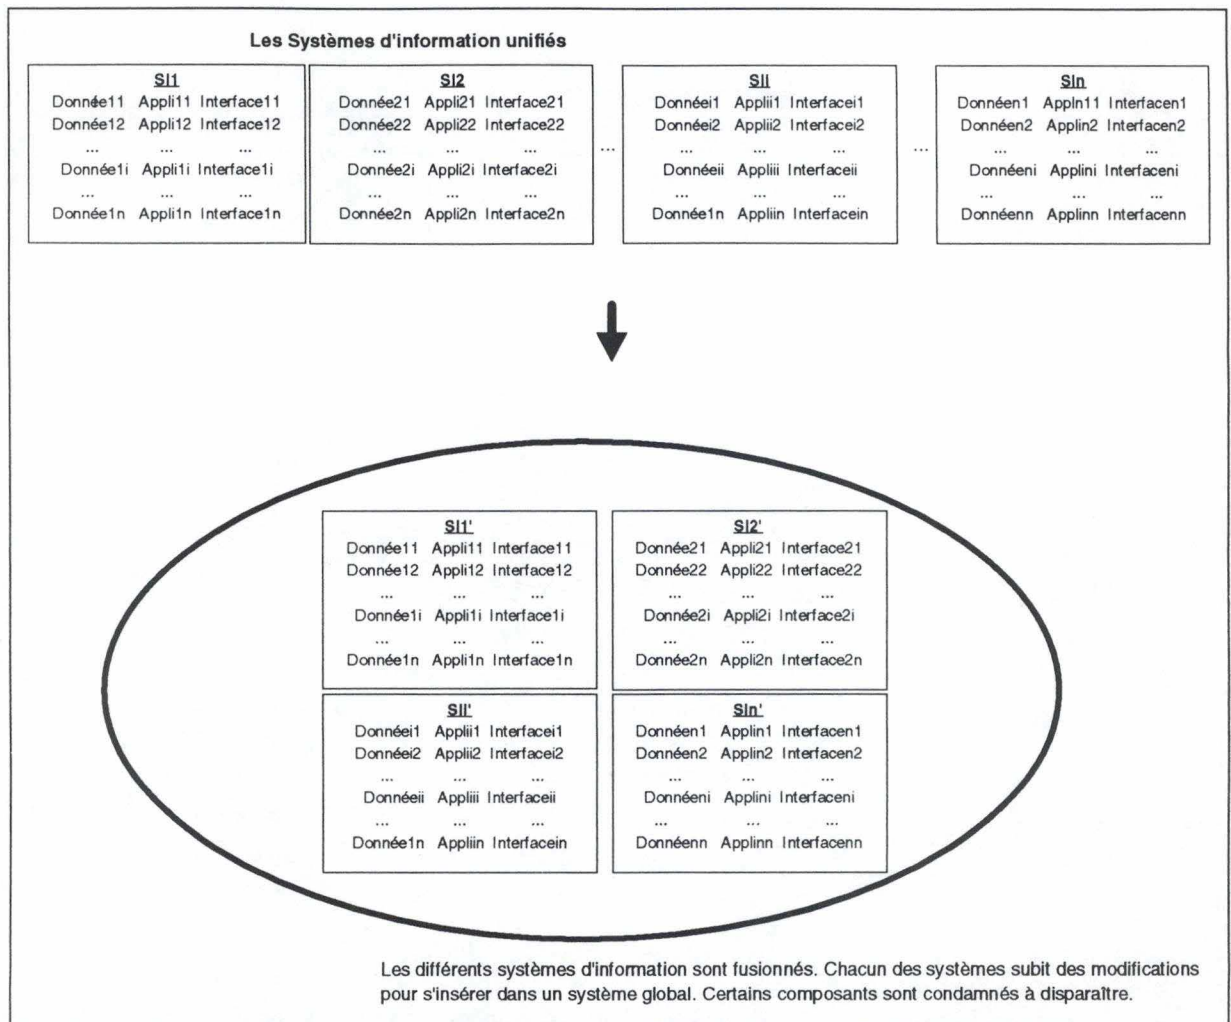 Les Systèmes d'information unifiés
SI1
Donnée11 Appli11 Interface11
Donnée12 Appli12 Interface12
... ... ...
Donnée1i Appli1i Interface1i
... ... ...
Donnée1n Appli1n Interface1n
SI2
Donnée21 Appli21 Interface21
Donnée22 Appli22 Interface22
... ... ...
Donnée2i Appli2i Interface2i
... ... ...
Donnée2n Appli2n Interface2n
...
SIi
Donnéei1 Applii1 Interfacei1
Donnéei2 Applii2 Interfacei2
... ... ...
Donnéeii Appliii Interfaceii
... ... ...
Donnée1n Appliin Interfacein
...
SIn
Donnéen1 Appln11 Interfacen1
Donnéen2 Applin2 Interfacen2
... ... ...
Donnéeni Applini Interfaceni
... ... ...
Donnéenn Applinn Interfacenn
SI1'
Donnée11 Appli11 Interface11
Donnée12 Appli12 Interface12
... ... ...
Donnée1i Appli1i Interface1i
... ... ...
Donnée1n Appli1n Interface1n
SI2'
Donnée21 Appli21 Interface21
Donnée22 Appli22 Interface22
... ... ...
Donnée2i Appli2i Interface2i
... ... ...
Donnée2n Appli2n Interface2n
SIi'
Donnéei1 Applii1 Interfacei1
Donnéei2 Applii2 Interfacei2
... ... ...
Donnéeii Appliii Interfaceii
... ... ...
Donnée1n Appliin Interfacein
SIn'
Donnéen1 Applin1 Interfacen1
Donnéen2 Applin2 Interfacen2
... ... ...
Donnéeni Applini Interfaceni
... ... ...
Donnéenn Applinn Interfacenn
Les différents systèmes d'information sont fusionnés. Chacun des systèmes subit des modifications
pour s'insérer dans un système global. Certains composants sont condamnés à disparaître.